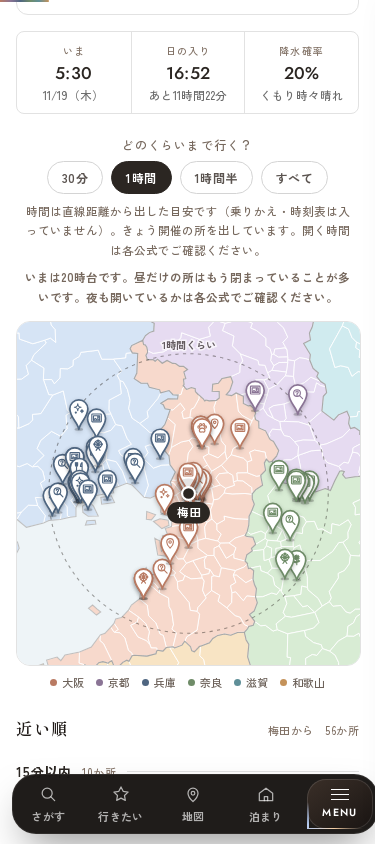 いま
5:30
11/19（木）
日の入り
16:52
あと11時間22分
降水確率
20%
くもり時々晴れ
どのくらいまで行く？
30分
1時間
1時間半
すべて
時間は直線距離から出した目安です（乗りかえ・時刻表は入
っていません）。きょう開催の所を出しています。開く時間
は各公式でご確認ください。
いまは20時台です。昼だけの所はもう閉まっていることが多
いです。夜も開いているかは各公式でご確認ください。
1時間くらい
梅田
大阪
京都
兵庫
奈良
滋賀
和歌山
近い順
梅田から 56か所
15分以内 10か所
さがす
行きたい
地図
泊まり
MENU